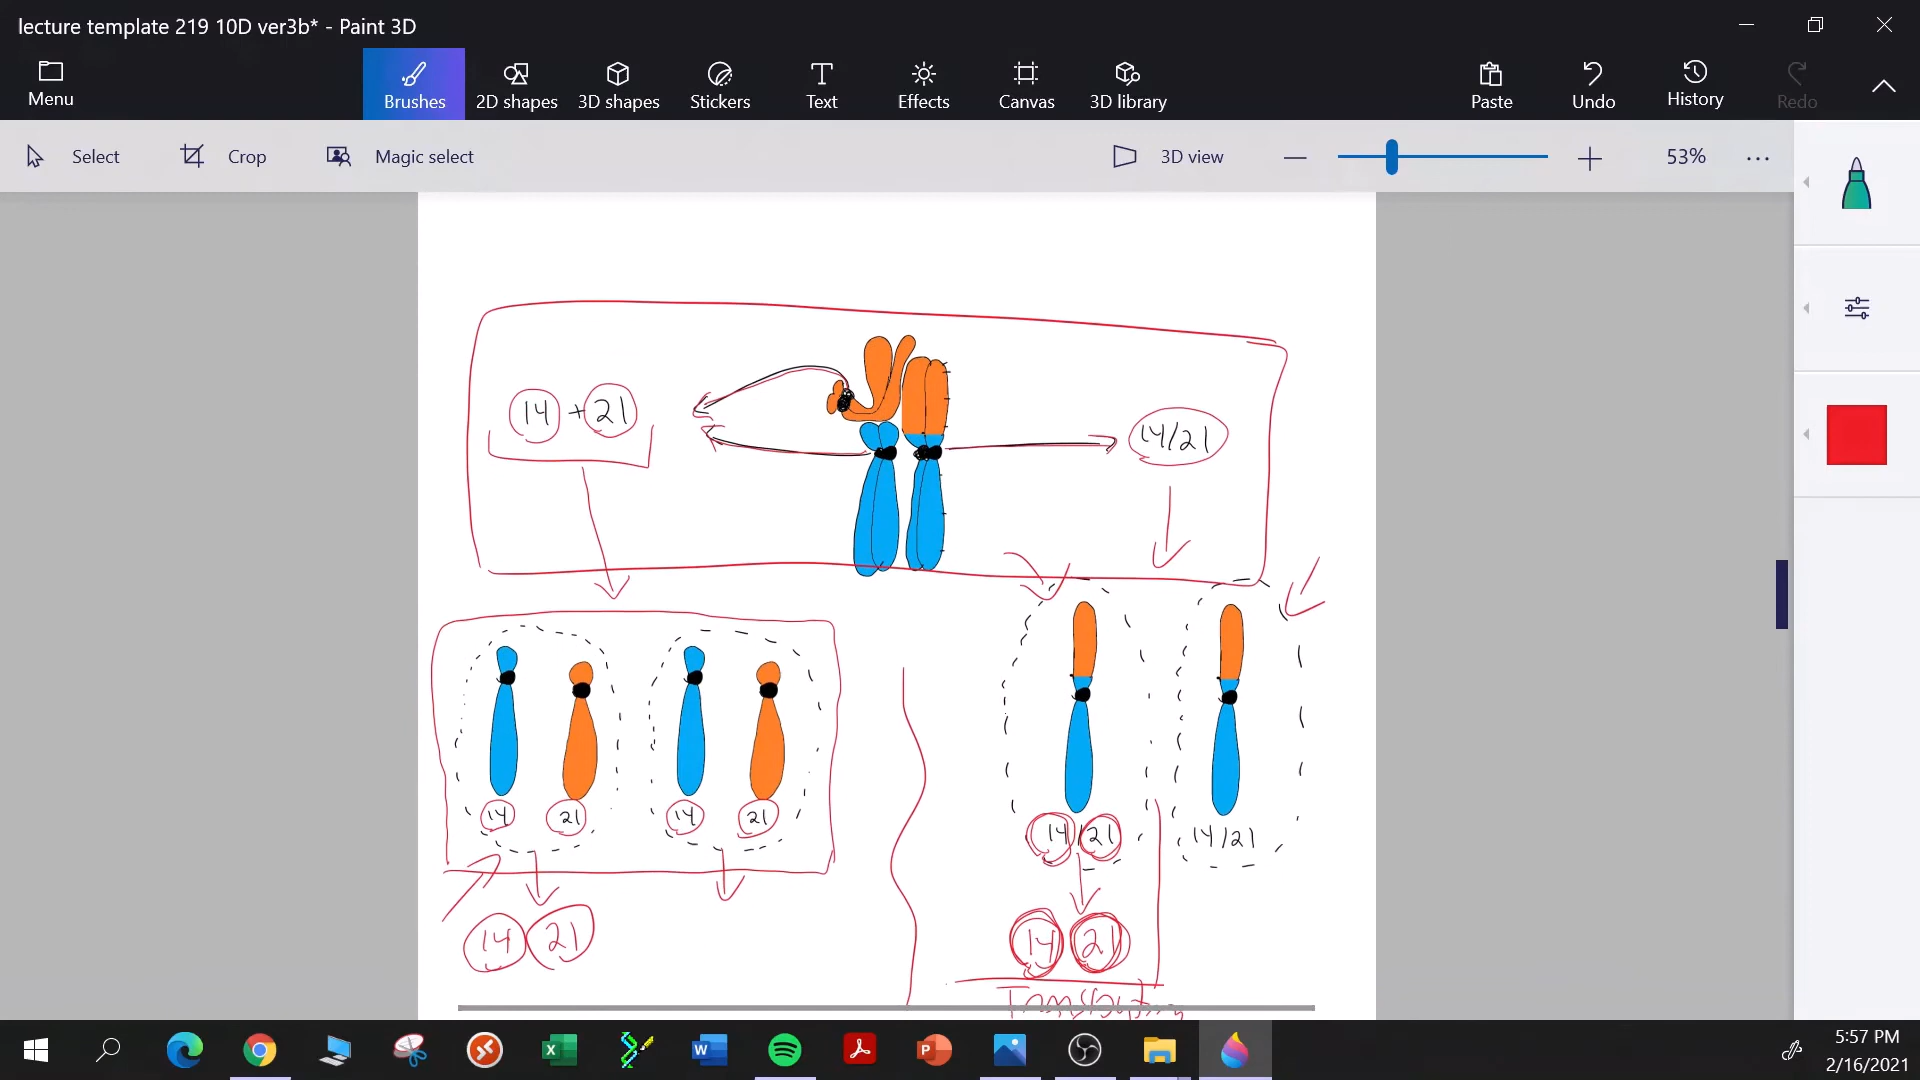 lecture template 219 10D ver3b* - Paint 3D
Menu
Brushes
2D shapes
3D shapes
Stickers
Text
Effects
Canvas
3D library
Paste
Undo
History
Redo
Select
Crop
Magic select
3D view
53%
14 + 21
14/21
14 21 14 21
14/21 14/21
14 21
14 21
5:57 PM
2/16/2021